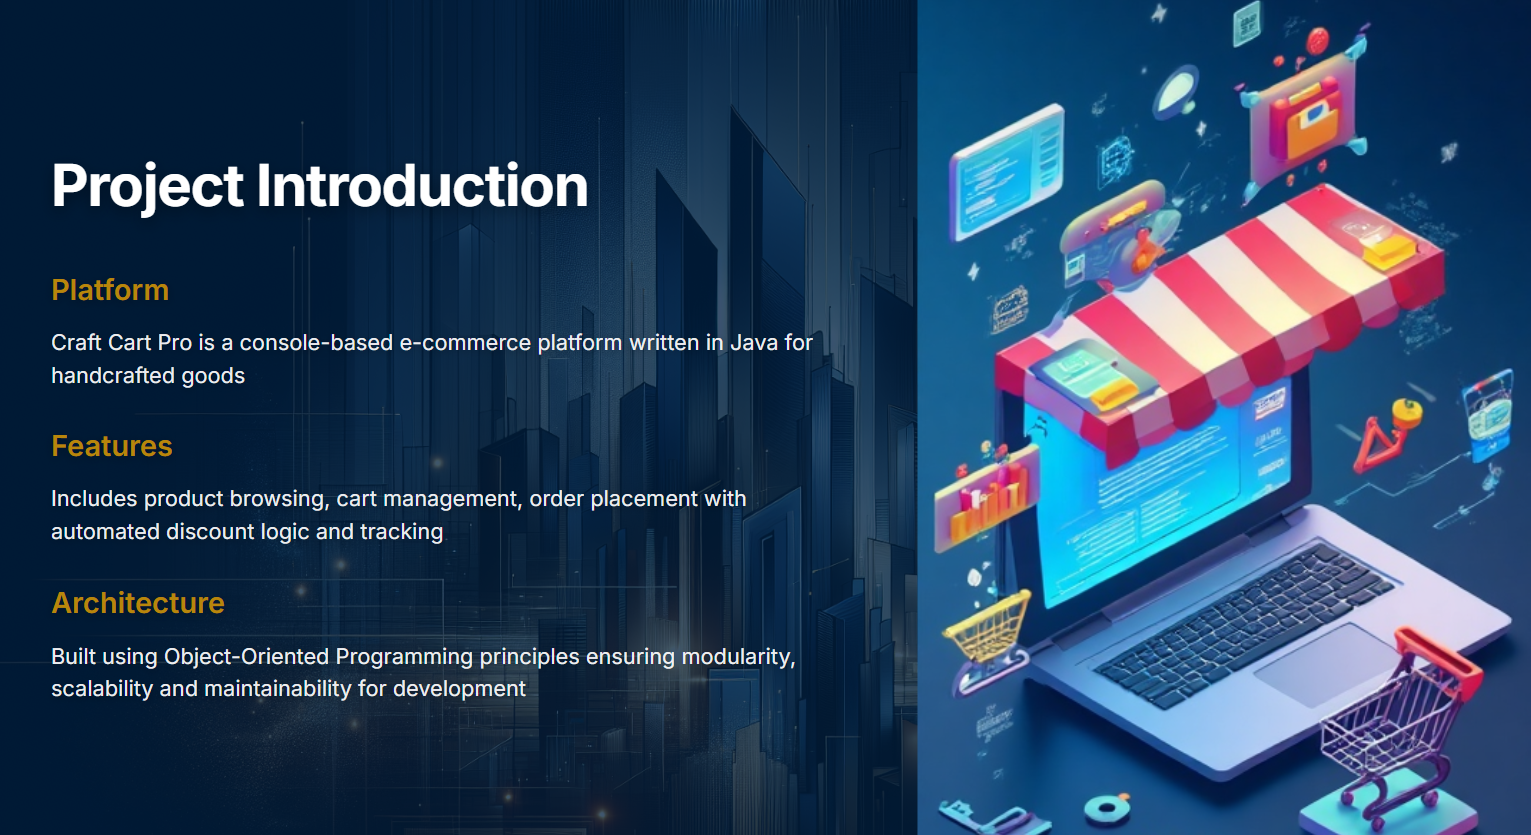 Project Introduction
Platform
Craft Cart Pro is a console-based e-commerce platform written in Java for
handcrafted goods
Features
Includes product browsing, cart management, order placement with
automated discount logic and tracking
Architecture
Built using Object-Oriented Programming principles ensuring modularity,
scalability and maintainability for development